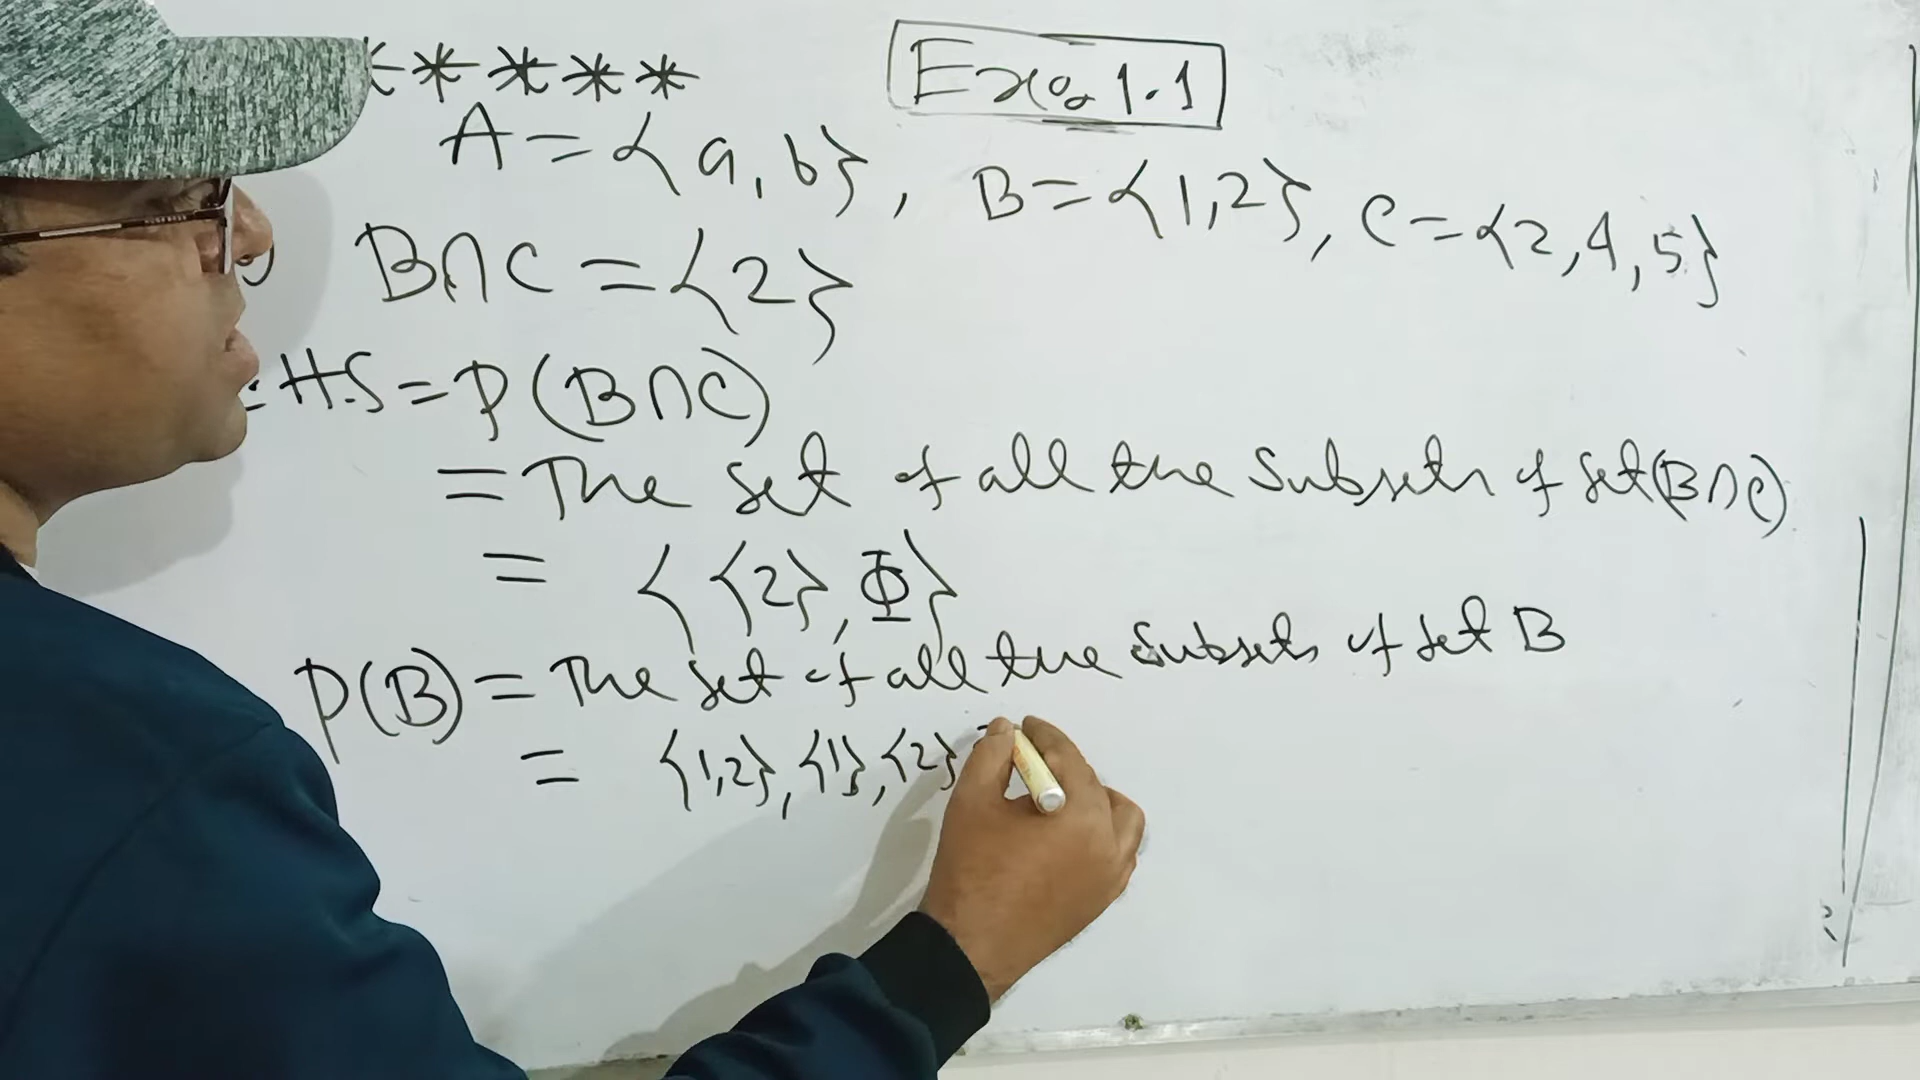 * * * * *
Exo 1.1
A = {a, b}, B = {1,2}, C = {2,4,5}
B∩C = {2}
.H.S = P(B∩C)
= The set of all the subsets of set (B∩C)
= {{2}, Φ}
P(B) = The set of all the subsets of set B
= {1,2}, {1}, {2}